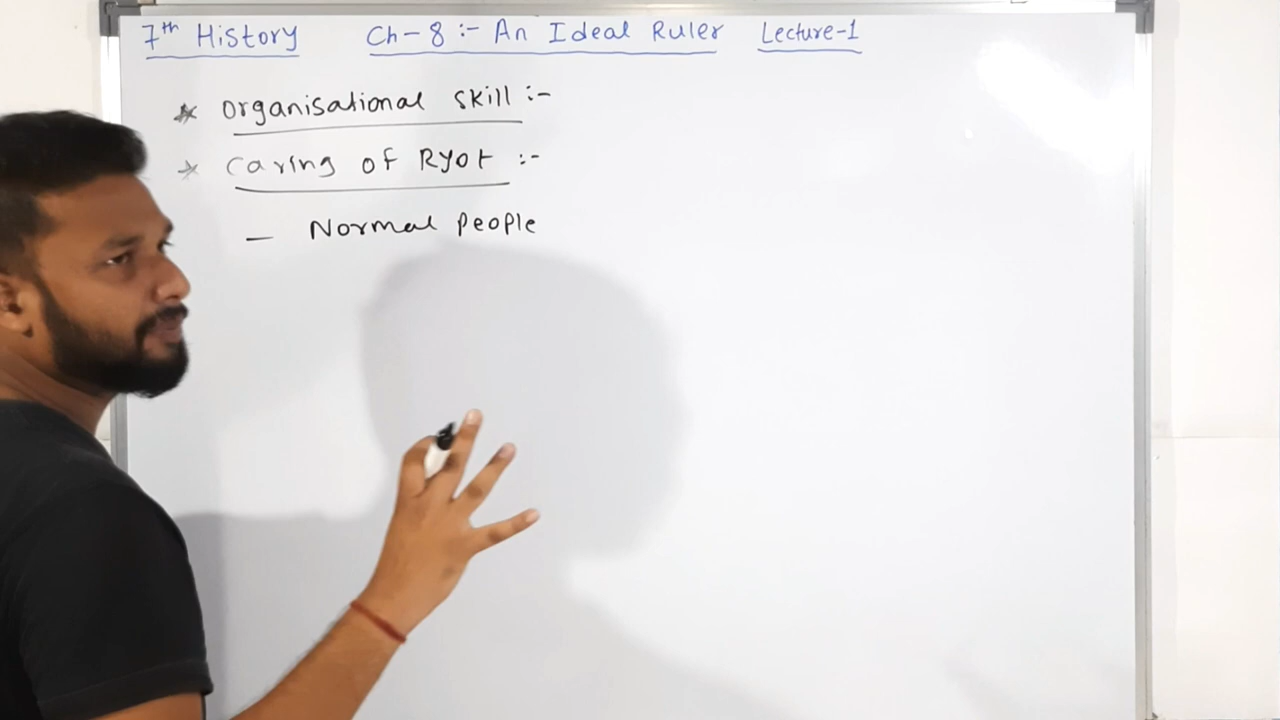 7th History Ch-8:- An Ideal Ruler Lecture-1
* Organisational skill:-
* Caring of Ryot :-
— Normal people